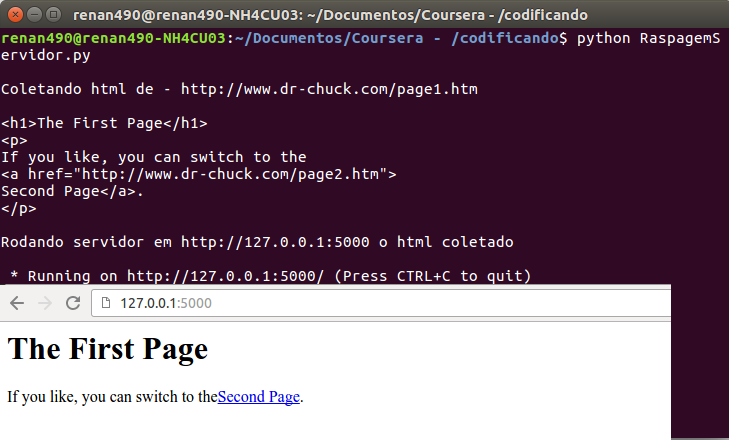 renan490@renan490-NH4CU03: ~/Documentos/Coursera - /codificando
renan490@renan490-NH4CU03:~/Documentos/Coursera - /codificando$ python RaspagemS
ervidor.py
Coletando html de - http://www.dr-chuck.com/page1.htm
<h1>The First Page</h1>
<p>
If you like, you can switch to the
<a href="http://www.dr-chuck.com/page2.htm">
Second Page</a>.
</p>
Rodando servidor em http://127.0.0.1:5000 o html coletado
* Running on http://127.0.0.1:5000/ (Press CTRL+C to quit)
127.0.0.1:5000
The First Page
If you like, you can switch to theSecond Page.